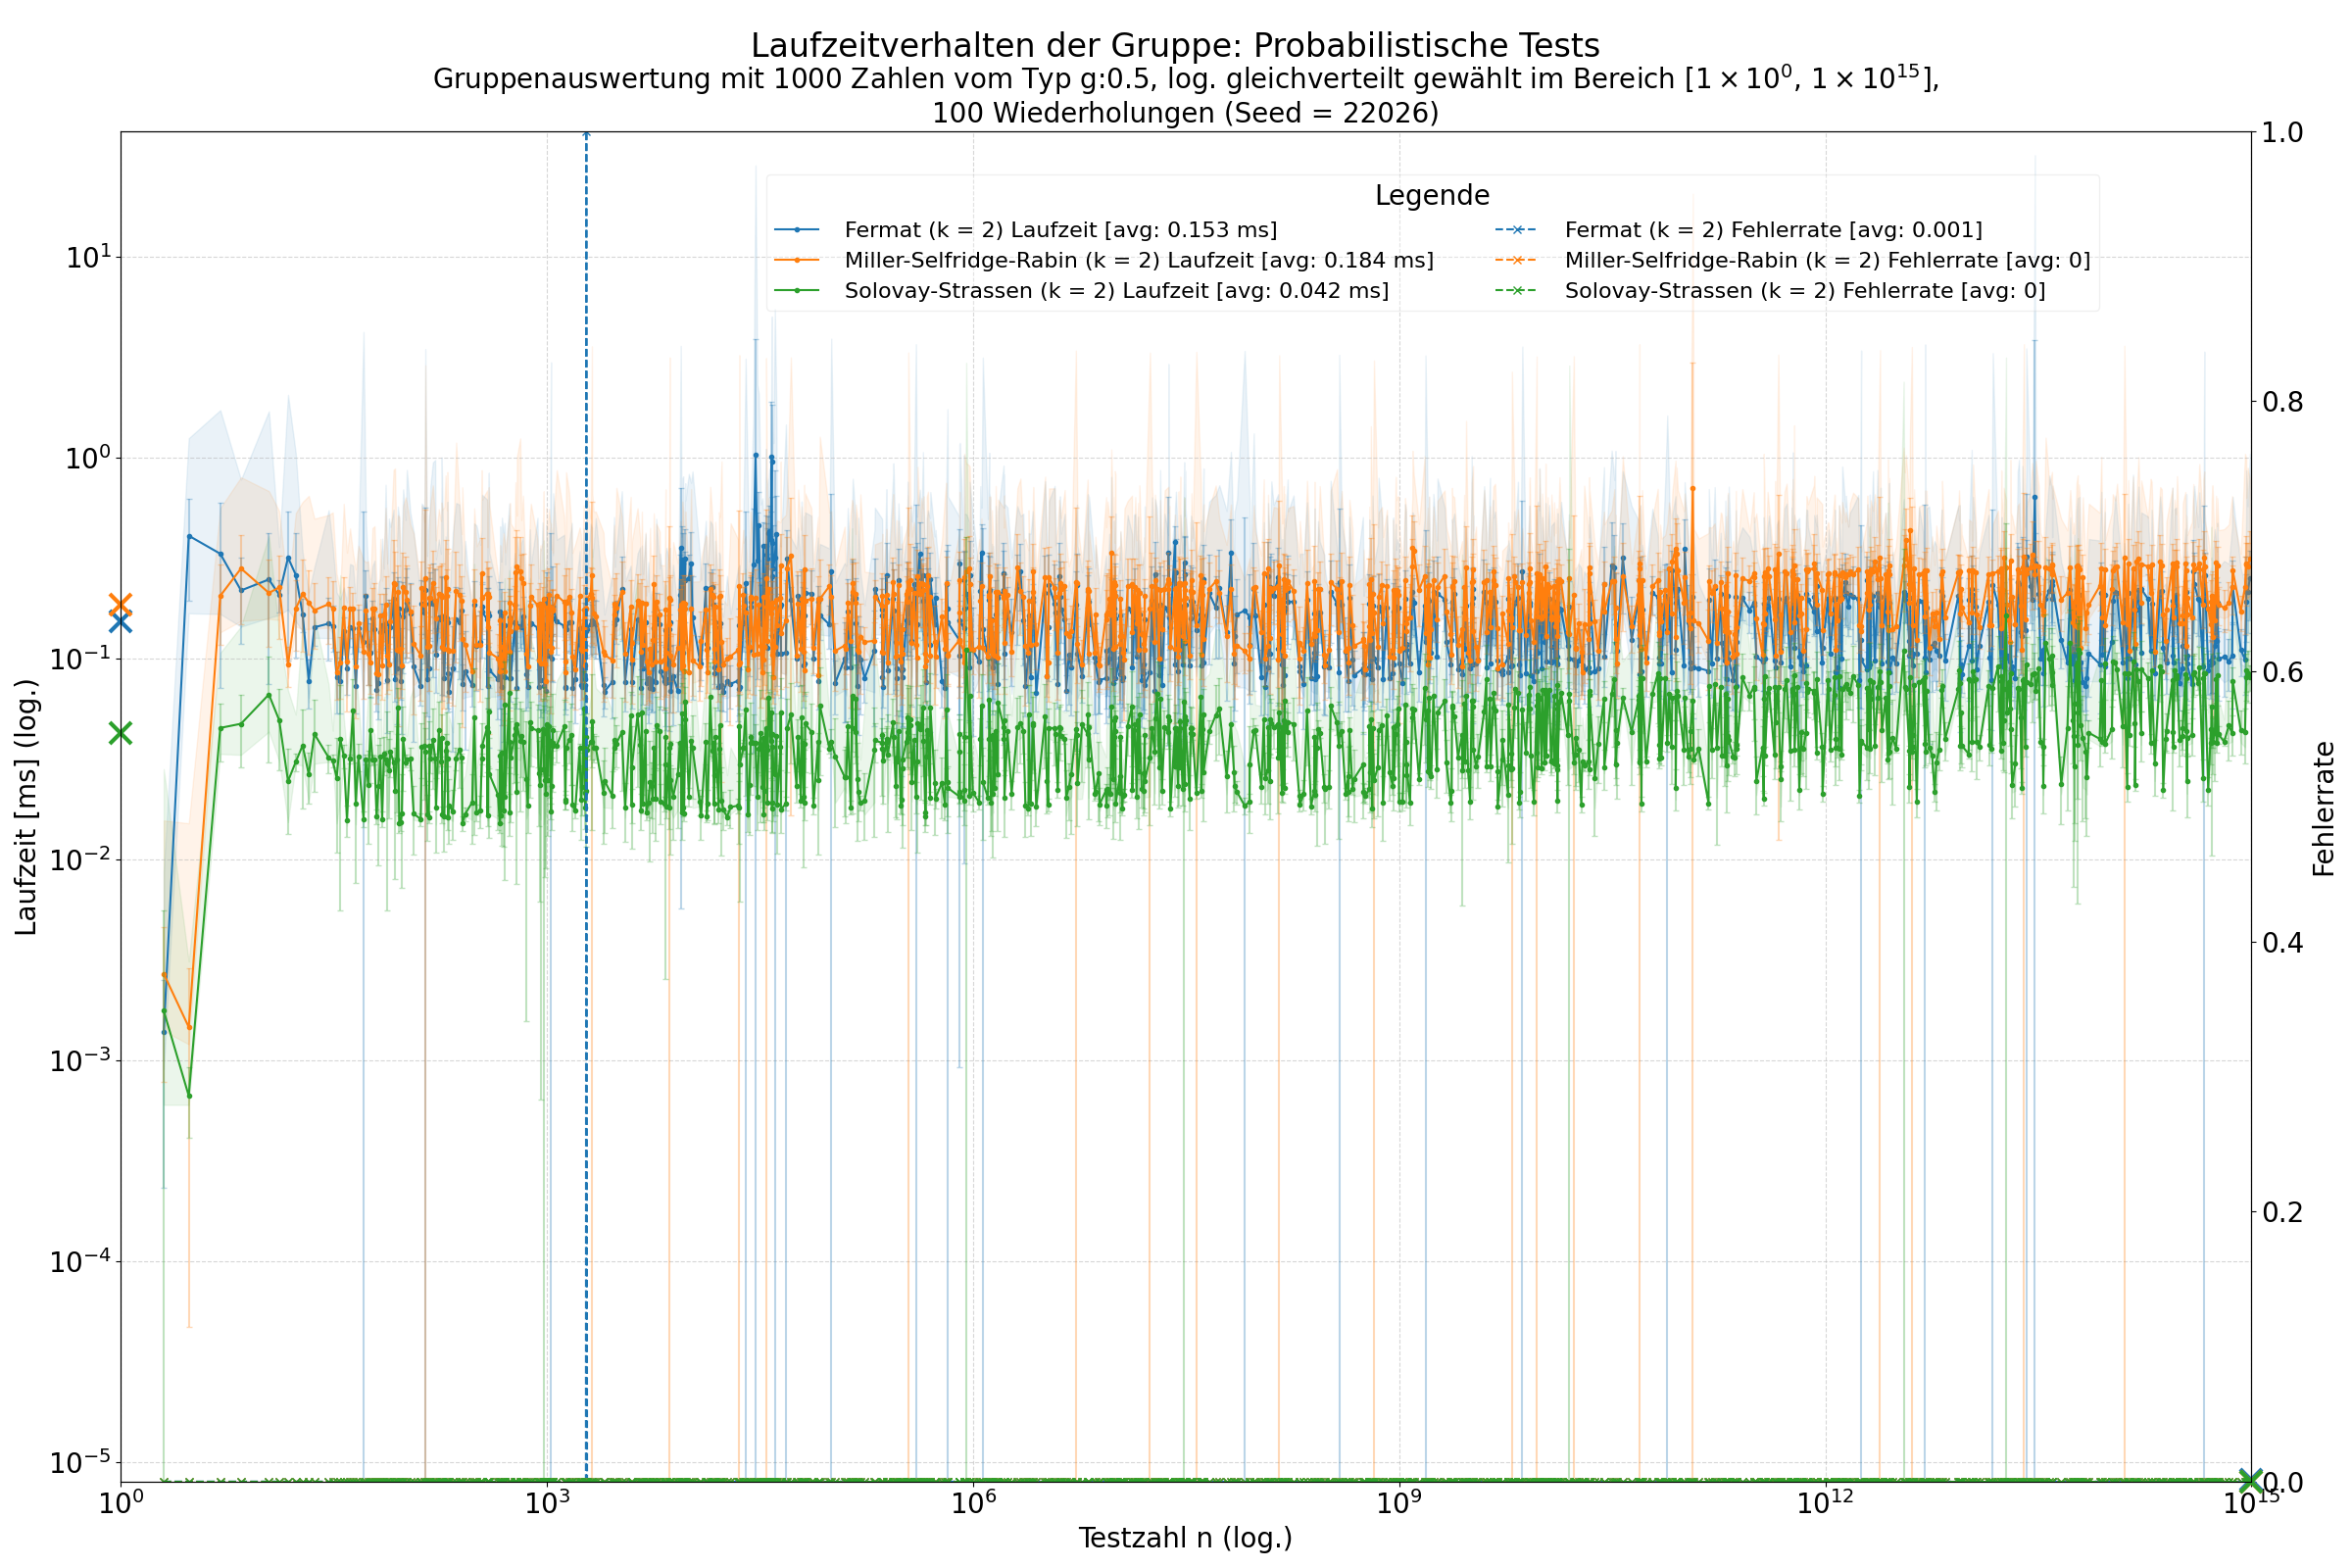 Laufzeitverhalten der Gruppe: Probabilistische Tests
Gruppenauswertung mit 1000 Zahlen vom Typ g:0.5, log. gleichverteilt gewählt im Bereich [1 × 10⁰, 1 × 10¹⁵],
100 Wiederholungen (Seed = 22026)
Legende
Fermat (k = 2) Laufzeit [avg: 0.153 ms]
Miller-Selfridge-Rabin (k = 2) Laufzeit [avg: 0.184 ms]
Solovay-Strassen (k = 2) Laufzeit [avg: 0.042 ms]
Fermat (k = 2) Fehlerrate [avg: 0.001]
Miller-Selfridge-Rabin (k = 2) Fehlerrate [avg: 0]
Solovay-Strassen (k = 2) Fehlerrate [avg: 0]
Laufzeit [ms] (log.)
10¹
10⁰
10⁻¹
10⁻²
10⁻³
10⁻⁴
10⁻⁵
1.0
0.8
0.6
0.4
0.2
0.0
Fehlerrate
10⁰
10³
10⁶
10⁹
10¹²
10¹⁵
Testzahl n (log.)